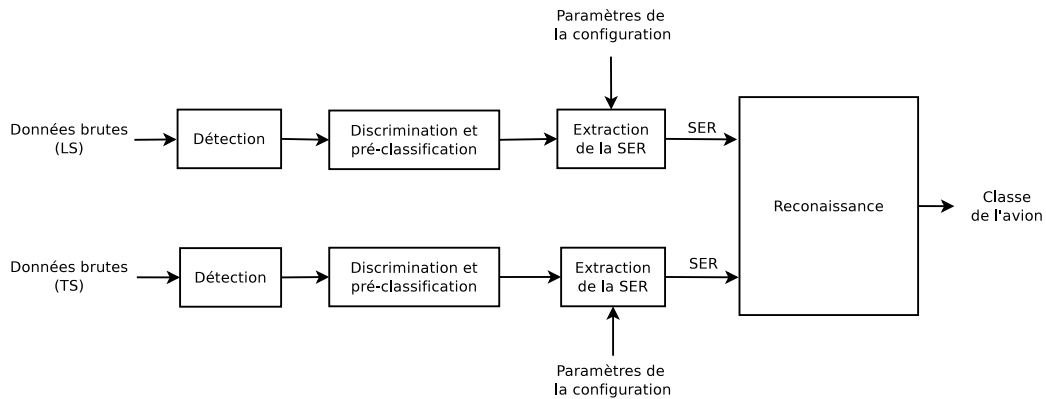 Paramètres de
la configuration
Données brutes
(LS)
Détection
Discrimination et
pré-classification
Extraction
de la SER
SER
Reconaissance
Classe
de l'avion
Données brutes
(TS)
Détection
Discrimination et
pré-classification
Extraction
de la SER
SER
Paramètres de
la configuration